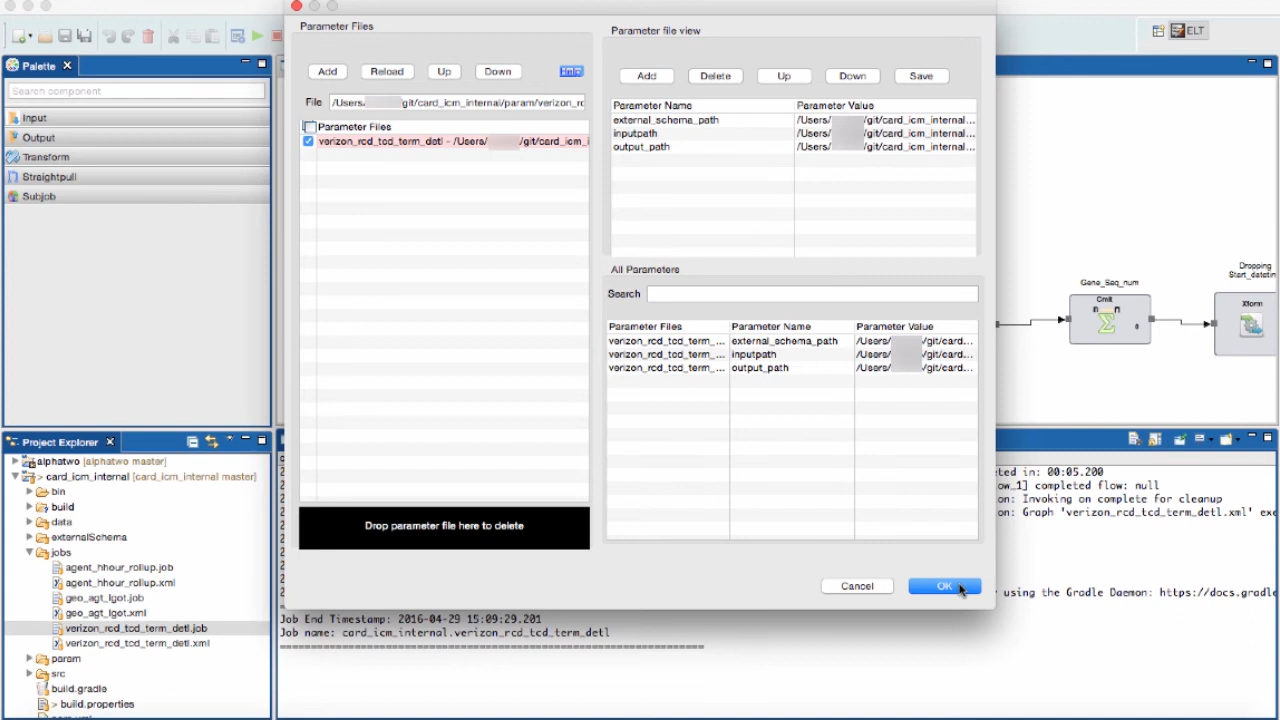 ELT
Palette
Search component
Input
Output
Transform
Straightpull
Subjob
Parameter Files
Add
Reload
Up
Down
Help
File
/Users/
git/card_icm_internal/param/verizon_rc
Parameter Files
verizon_rcd_tcd_term_detl - /Users/
/git/card_icm_i
Drop parameter file here to delete
Parameter file view
Add
Delete
Up
Down
Save
Parameter Name Parameter Value
external_schema_path /Users/ /git/card_icm_internal...
inputpath /Users/ /git/card_icm_internal...
output_path /Users/ /git/card_icm_internal...
All Parameters
Search
Parameter Files Parameter Name Parameter Value
verizon_rcd_tcd_term_... external_schema_path /Users/ /git/card...
verizon_rcd_tcd_term_... inputpath /Users/ /git/card...
verizon_rcd_tcd_term_... output_path /Users/ /git/card...
Cancel
OK
Gene_Seq_num
Cmlt
n n
Dropping
Start_datetim
Xform
Project Explorer
alphatwo [alphatwo master]
> card_icm_internal [card_icm_internal master]
bin
build
data
externalSchema
jobs
agent_hhour_rollup.job
agent_hhour_rollup.xml
geo_agt_lgot.job
geo_agt_lgot.xml
verizon_rcd_tcd_term_detl.job
verizon_rcd_tcd_term_detl.xml
param
src
build.gradle
> build.properties
eted in: 00:05.200
ow_1] completed flow: null
on: Invoking on complete for cleanup
on: Graph 'verizon_rcd_tcd_term_detl.xml' exe
using the Gradle Daemon: https://docs.gradle
Job End Timestamp: 2016-04-29 15:09:29.201
Job name: card_icm_internal.verizon_rcd_tcd_term_detl
================================================================